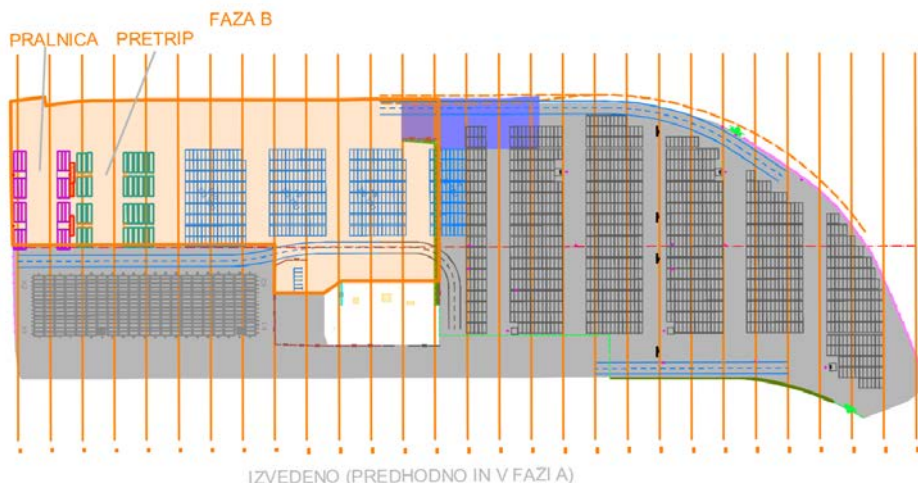 FAZA B
PRALNICA PRETRIP
IZVEDENO (PREDHODNO IN V FAZI A)